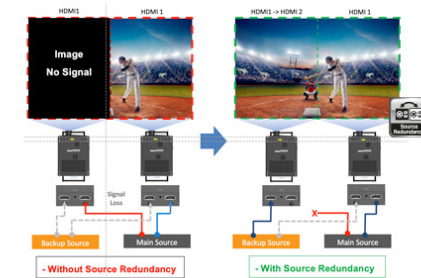 HDMI1
HDMI 1
Image
No Signal
Signal
Loss
Backup Source
Main Source
- Without Source Redundancy
HDMI1 -> HDMI 2
HDMI 1
Source
Redundancy
X
Backup Source
Main Source
- With Source Redundancy